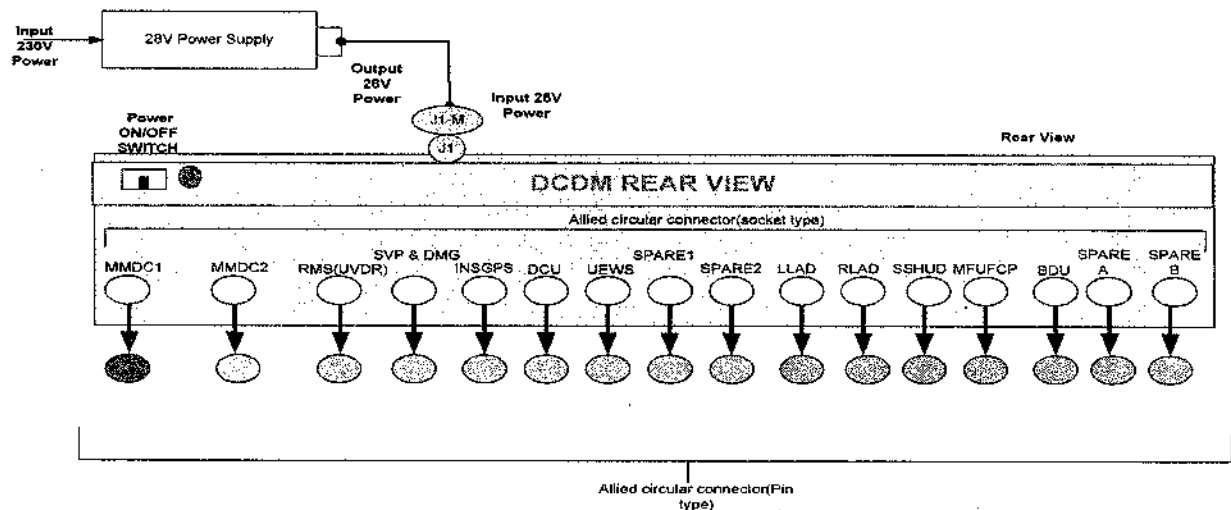 Input
230V
Power
28V Power Supply
Output
28V
Power
Input 28V
Power
J1-M
J1
Power
ON/OFF
SWITCH
Rear View
DCDM REAR VIEW
Allied circular connector(socket type)
MMDC1
MMDC2
RMS(UVDR)
SVP & DMG
INSGPS
DCU
UEWS
SPARE1
SPARE2
LLAD
RLAD
SSHUD
MFUFCP
SDU
SPARE
A
SPARE
B
Allied circular connector(Pin
type)